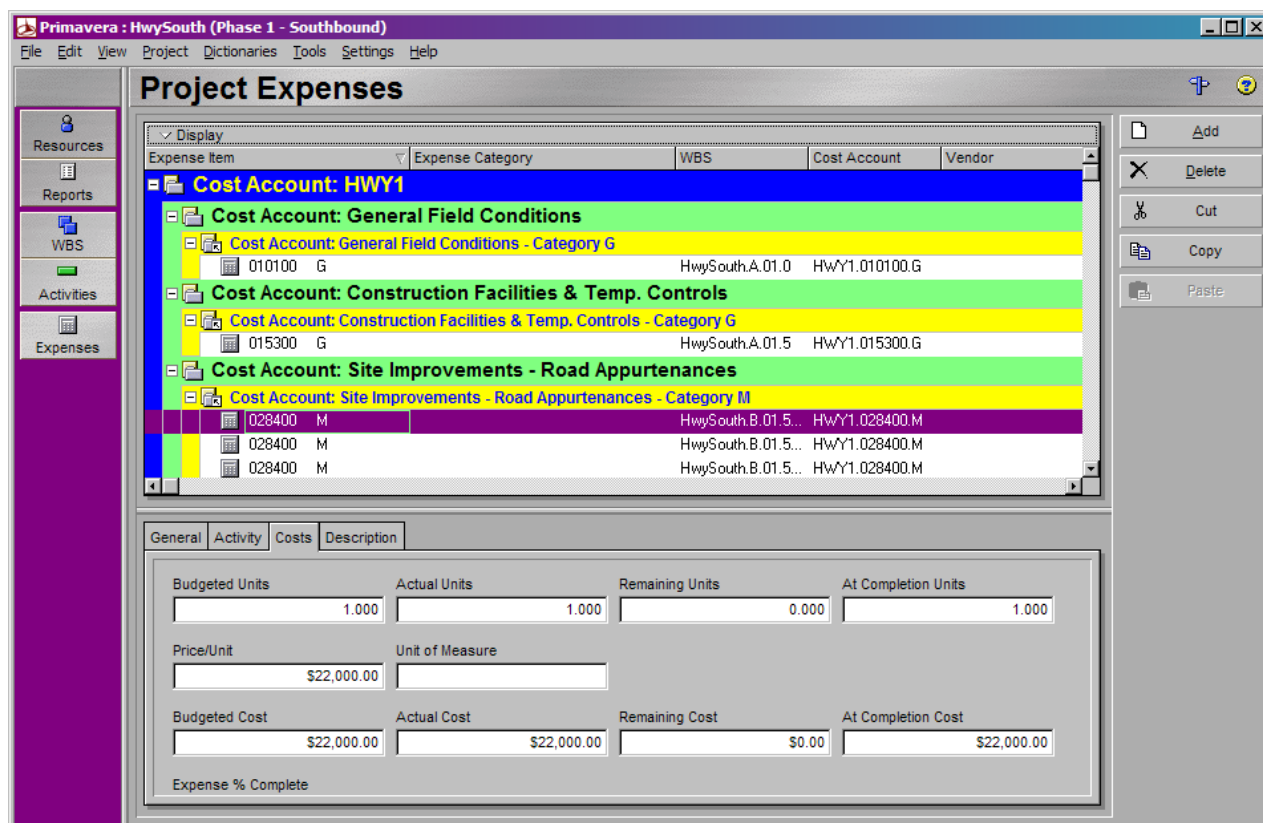 Primavera : HwySouth (Phase 1 - Southbound)
File Edit View Project Dictionaries Tools Settings Help
Project Expenses
Resources
Reports
WBS
Activities
Expenses
Display
Expense Item Expense Category WBS Cost Account Vendor
Cost Account: HWY1
Cost Account: General Field Conditions
Cost Account: General Field Conditions - Category G
010100 G HwySouth.A.01.0 HWY1.010100.G
Cost Account: Construction Facilities & Temp. Controls
Cost Account: Construction Facilities & Temp. Controls - Category G
015300 G HwySouth.A.01.5 HWY1.015300.G
Cost Account: Site Improvements - Road Appurtenances
Cost Account: Site Improvements - Road Appurtenances - Category M
028400 M HwySouth.B.01.5... HWY1.028400.M
028400 M HwySouth.B.01.5... HWY1.028400.M
028400 M HwySouth.B.01.5... HWY1.028400.M
Add
Delete
Cut
Copy
Paste
General Activity Costs Description
Budgeted Units Actual Units Remaining Units At Completion Units
1.000 1.000 0.000 1.000
Price/Unit Unit of Measure
$22,000.00
Budgeted Cost Actual Cost Remaining Cost At Completion Cost
$22,000.00 $22,000.00 $0.00 $22,000.00
Expense % Complete